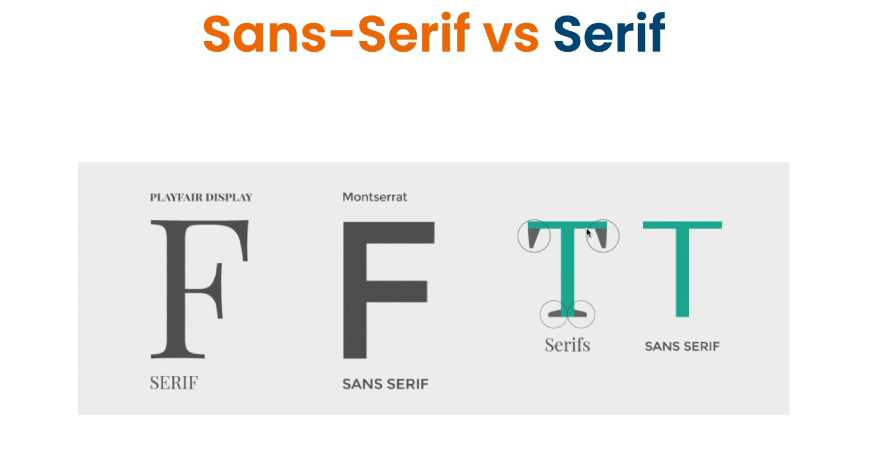 Sans-Serif vs Serif
PLAYFAIR DISPLAY
F
SERIF
Montserrat
F
SANS SERIF
T
Serifs
T
SANS SERIF